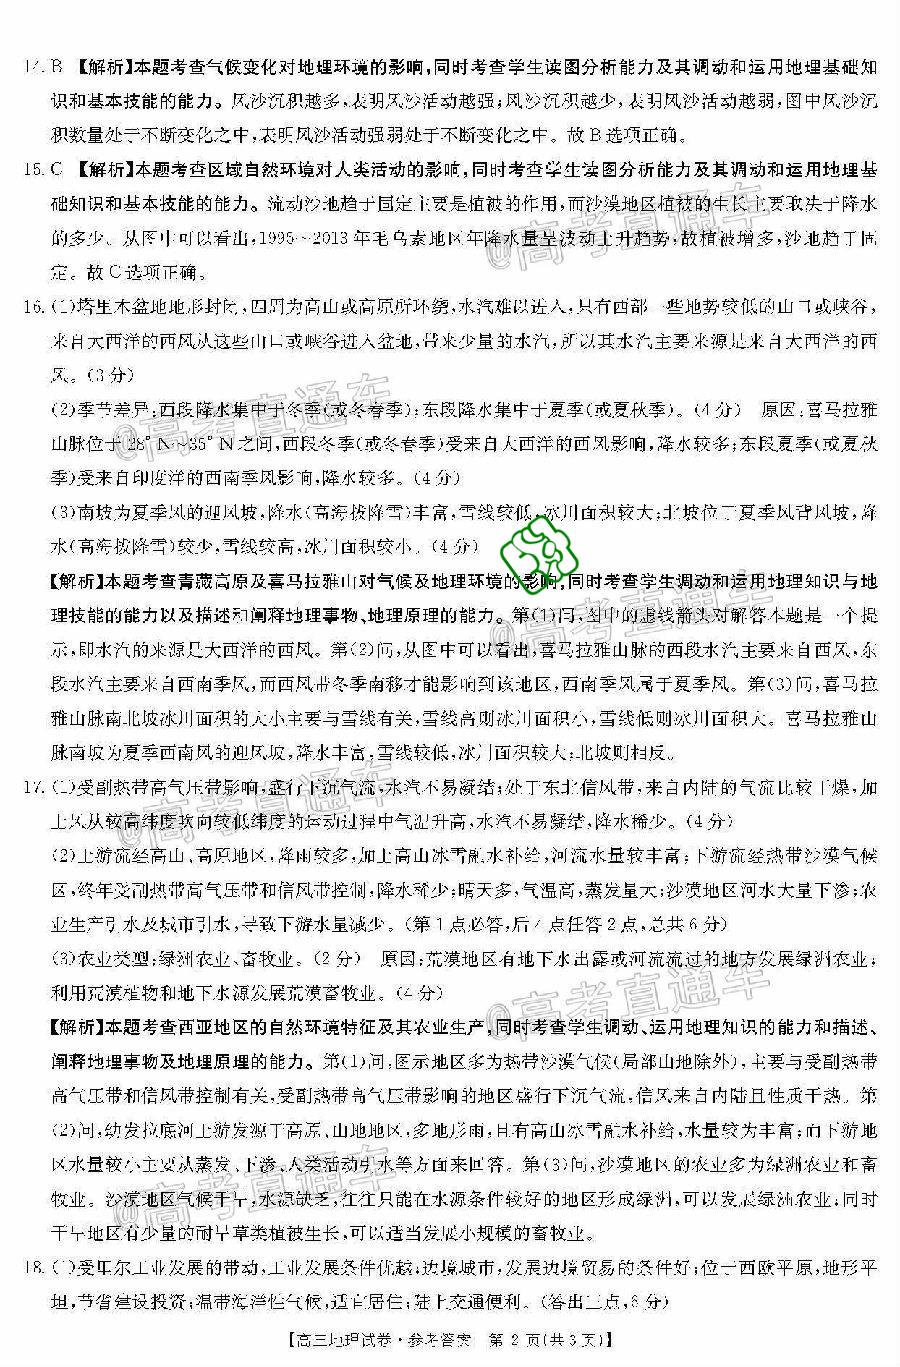 14. B 【解析】本题考查气候变化对地理环境的影响,同时考查学生读图分析能力及其调动和运用地理基础知
识和基本技能的能力。风沙沉积越多,表明风沙活动越强;风沙沉积越少,表明风沙活动越弱,图中风沙沉
积数量处于不断变化之中,表明风沙活动强弱处于不断变化之中。故B选项正确。
15. C 【解析】本题考查区域自然环境对人类活动的影响,同时考查学生读图分析能力及其调动和运用地理基
础知识和基本技能的能力。流动沙地趋于固定主要是植被的作用,而沙漠地区植被的生长主要取决于降水
的多少。从图中可以看出,1995~2013年毛乌素地区年降水量呈波动上升趋势,故植被增多,沙地趋于固
定。故C选项正确。
16. (1)塔里木盆地地形封闭,四周为高山或高原所环绕,水汽难以进入,只有西部一些地势较低的山口或峡谷,
来自大西洋的西风从这些山口或峡谷进入盆地,带来少量的水汽,所以其水汽主要来源是来自大西洋的西
风。(3分)
(2)季节差异:西段降水集中于冬季(或冬春季);东段降水集中于夏季(或夏秋季)。(4分) 原因:喜马拉雅
山脉位于28°N~35°N之间,西段冬季(或冬春季)受来自大西洋的西风影响,降水较多;东段夏季(或夏秋
季)受来自印度洋的西南季风影响,降水较多。(4分)
(3)南坡为夏季风的迎风坡,降水(高海拔降雪)丰富,雪线较低,冰川面积较大;北坡位于夏季风背风坡,降
水(高海拔降雪)较少,雪线较高,冰川面积较小。(4分)
【解析】本题考查青藏高原及喜马拉雅山对气候及地理环境的影响,同时考查学生调动和运用地理知识与地
理技能的能力以及描述和阐释地理事物、地理原理的能力。第(1)问,图中的虚线箭头对解答本题是一个提
示,即水汽的来源是大西洋的西风。第(2)问,从图中可以看出,喜马拉雅山脉的西段水汽主要来自西风,东
段水汽主要来自西南季风,而西风带冬季南移才能影响到该地区,西南季风属于夏季风。第(3)问,喜马拉
雅山脉南北坡冰川面积的大小主要与雪线有关,雪线高则冰川面积小,雪线低则冰川面积大。喜马拉雅山
脉南坡为夏季西南风的迎风坡,降水丰富,雪线较低,冰川面积较大;北坡则相反。
17. (1)受副热带高气压带影响,盛行下沉气流,水汽不易凝结;处于东北信风带,来自内陆的气流比较干燥,加
上风从较高纬度吹向较低纬度的运动过程中气温升高,水汽不易凝结,降水稀少。(4分)
(2)上游流经高山、高原地区,降雨较多,加上高山冰雪融水补给,河流水量较丰富;下游流经热带沙漠气候
区,终年受副热带高气压带和信风带控制,降水稀少;晴天多,气温高,蒸发量大;沙漠地区河水大量下渗;农
业生产引水及城市引水,导致下游水量减少。(第1点必答,后4点任答2点,总共6分)
(3)农业类型:绿洲农业、畜牧业。(2分) 原因:荒漠地区有地下水出露或河流流过的地方发展绿洲农业;
利用荒漠植物和地下水源发展荒漠畜牧业。(4分)
【解析】本题考查西亚地区的自然环境特征及其农业生产,同时考查学生调动、运用地理知识的能力和描述、
阐释地理事物及地理原理的能力。第(1)问,图示地区多为热带沙漠气候(局部山地除外),主要与受副热带
高气压带和信风带控制有关,受副热带高气压带影响的地区盛行下沉气流,信风来自内陆且性质干热。第
(2)问,幼发拉底河上游发源于高原、山地地区,多地形雨,且有高山冰雪融水补给,水量较为丰富;而下游地
区水量较小主要从蒸发、下渗、人类活动引水等方面来回答。第(3)问,沙漠地区的农业多为绿洲农业和畜
牧业。沙漠地区气候干旱,水源缺乏,往往只能在水源条件较好的地区形成绿洲,可以发展绿洲农业;同时
干旱地区有少量的耐旱草类植被生长,可以适当发展小规模的畜牧业。
18. (1)受车尔工业发展的带动,工业发展条件优越;边境城市,发展边境贸易的条件好;位于西欧平原,地形平
坦,节省建设投资;温带海洋性气候,适宜居住;陆上交通便利。(答出三点,6分)
【高三地理试卷·参考答案 第2页(共3页)】
@高考直通车
@高考直通车
@高考直通车
@高考直通车
@高考直通车
@高考直通车